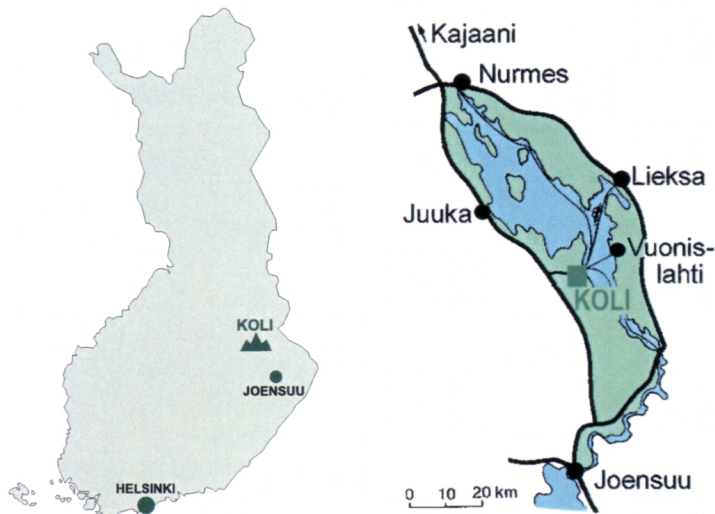 KOLI
JOENSUU
HELSINKI
Kajaani
Nurmes
Lieksa
Juuka
Vuonis-
lahti
KOLI
Joensuu
0 10 20 km